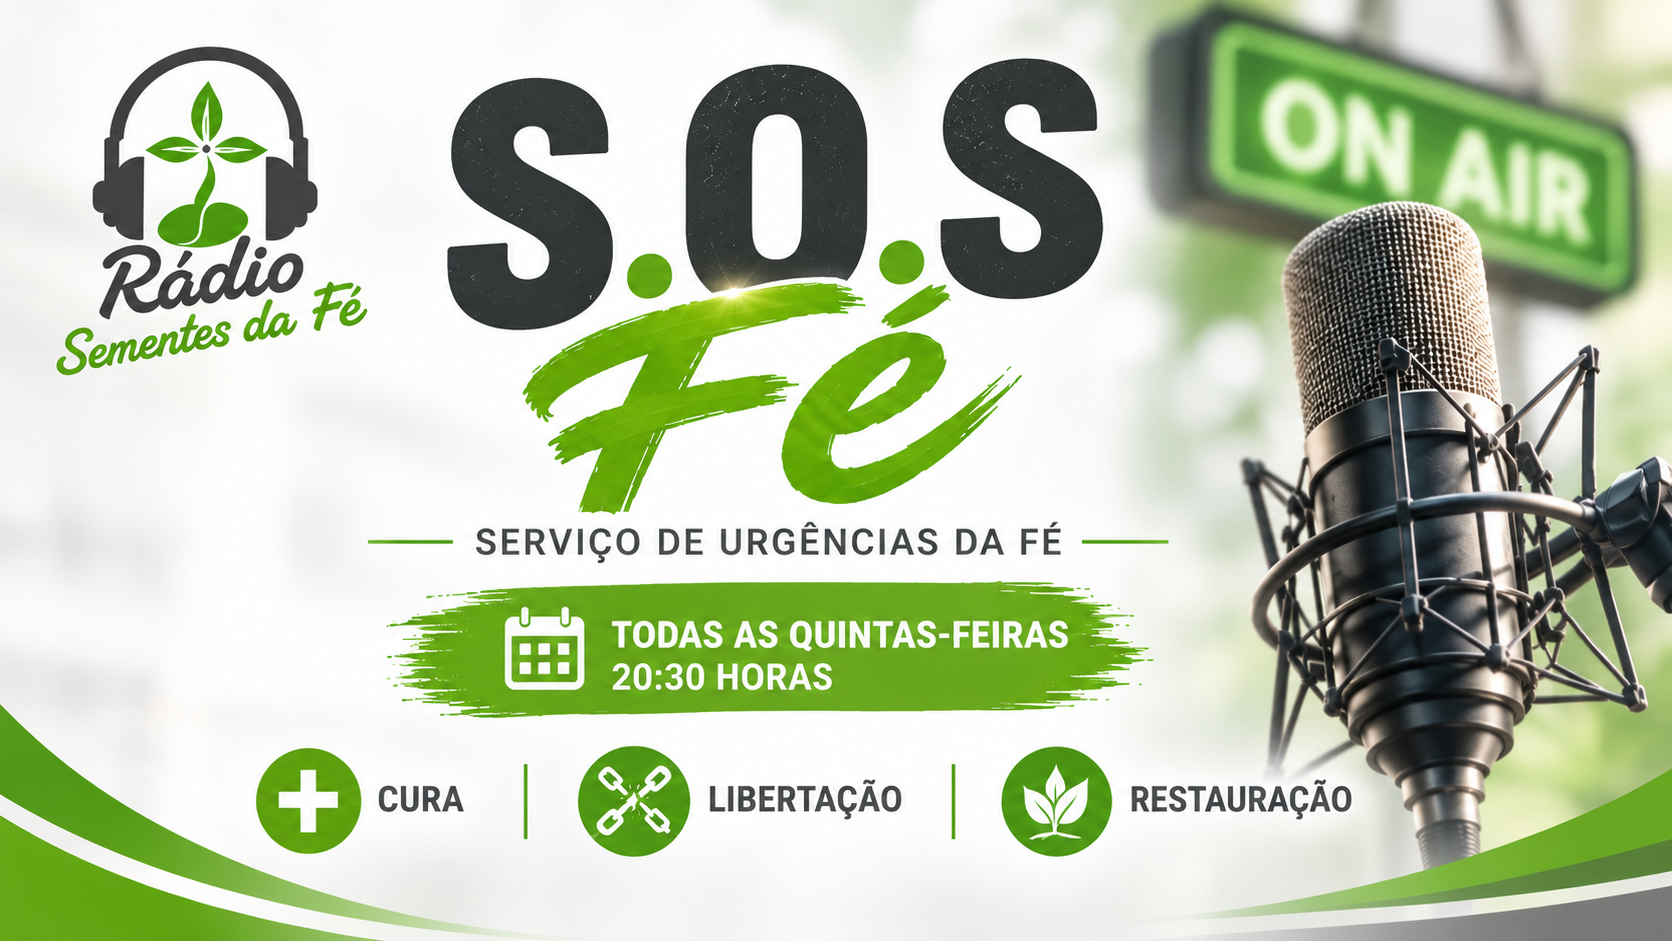 Rádio
Sementes da Fé
S.O.S
Fé
SERVIÇO DE URGÊNCIAS DA FÉ
TODAS AS QUINTAS-FEIRAS
20:30 HORAS
CURA
LIBERTAÇÃO
RESTAURAÇÃO
ON AIR